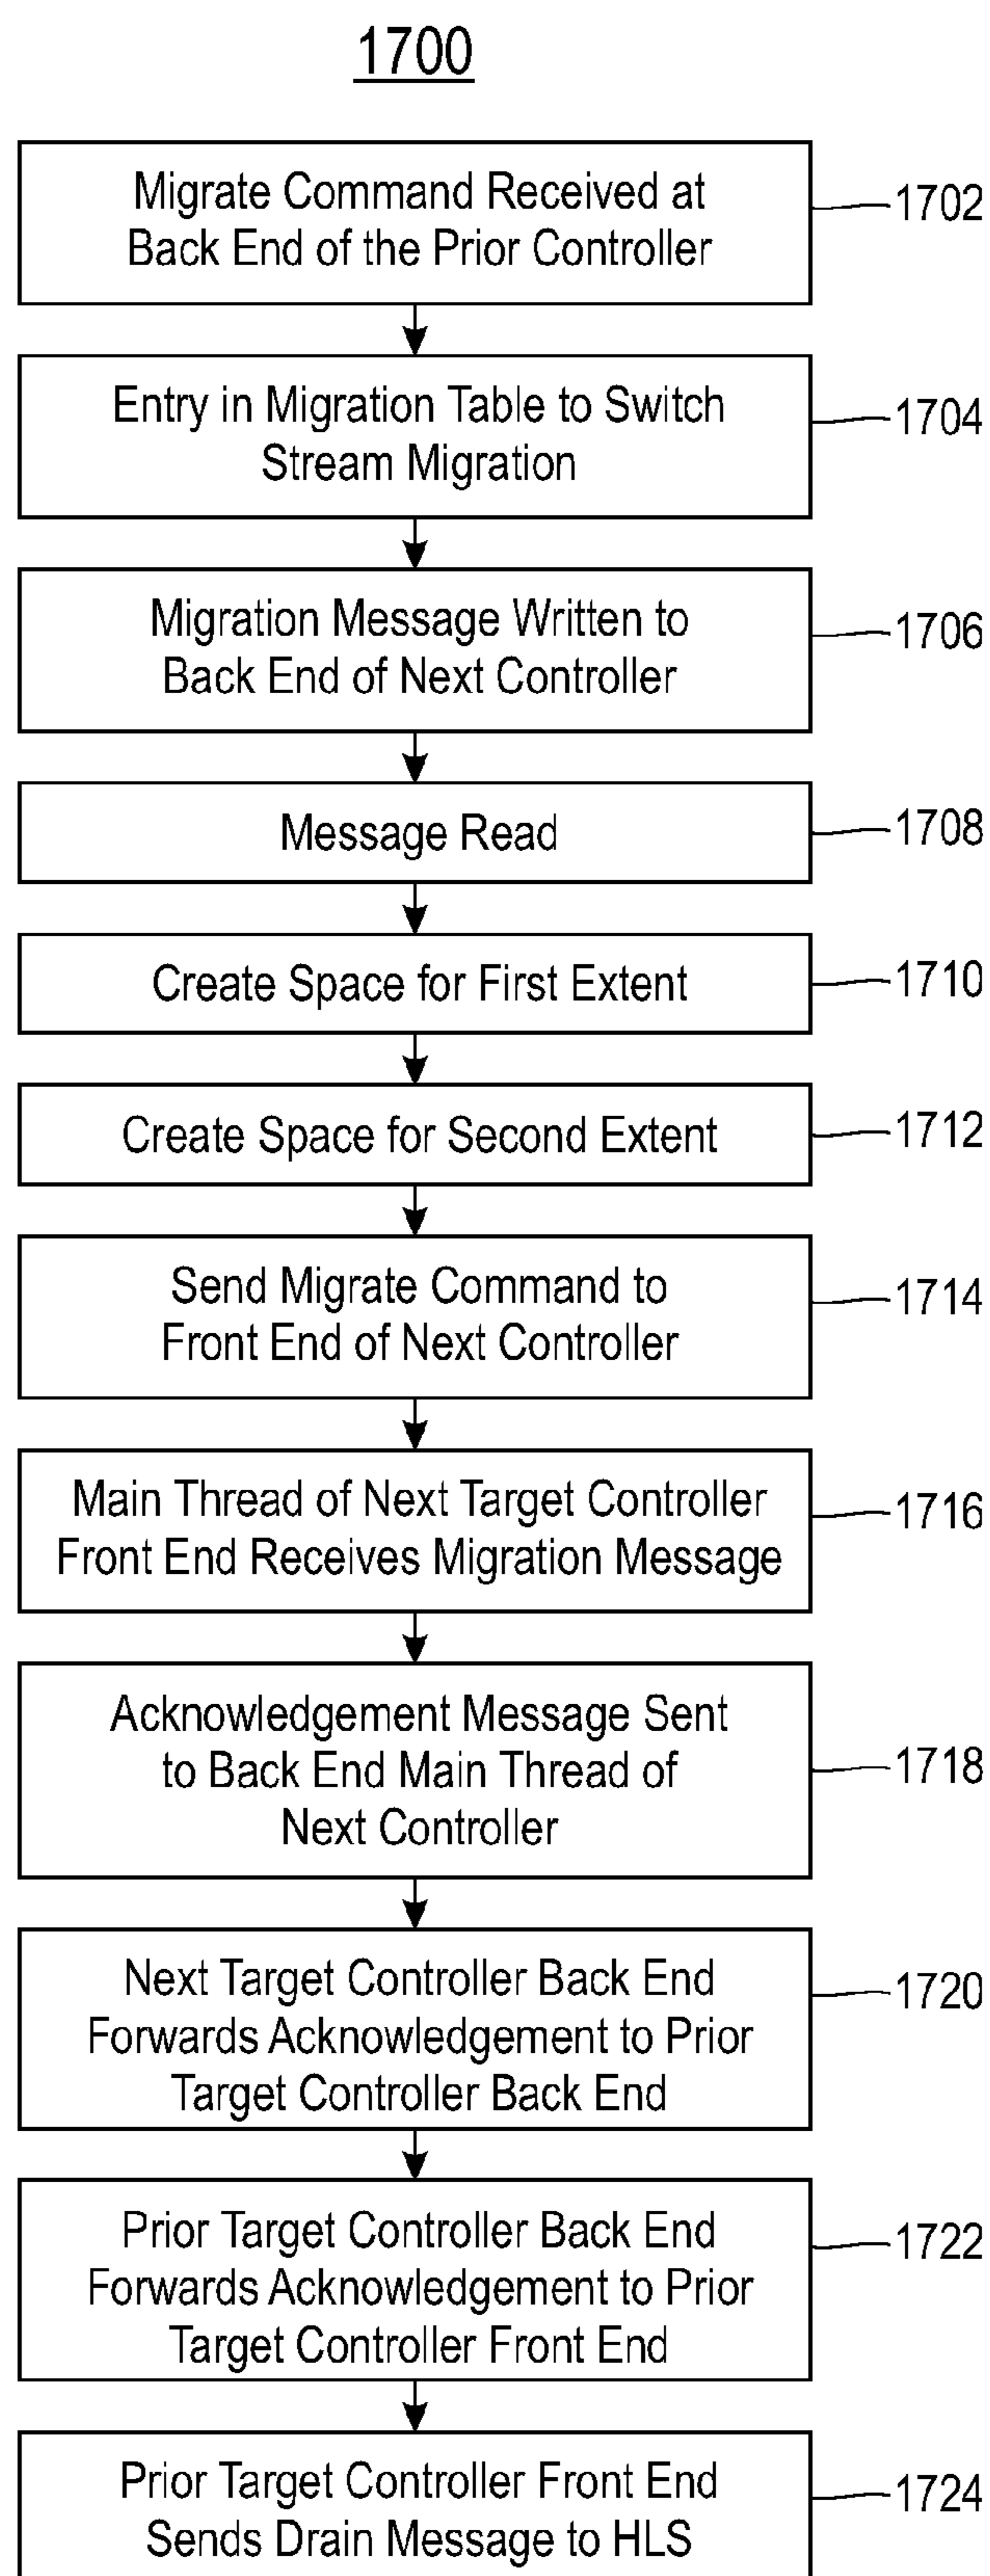 1700
Migrate Command Received at
Back End of the Prior Controller
1702
Entry in Migration Table to Switch
Stream Migration
1704
Migration Message Written to
Back End of Next Controller
1706
Message Read
1708
Create Space for First Extent
1710
Create Space for Second Extent
1712
Send Migrate Command to
Front End of Next Controller
1714
Main Thread of Next Target Controller
Front End Receives Migration Message
1716
Acknowledgement Message Sent
to Back End Main Thread of
Next Controller
1718
Next Target Controller Back End
Forwards Acknowledgement to Prior
Target Controller Back End
1720
Prior Target Controller Back End
Forwards Acknowledgement to Prior
Target Controller Front End
1722
Prior Target Controller Front End
Sends Drain Message to HLS
1724